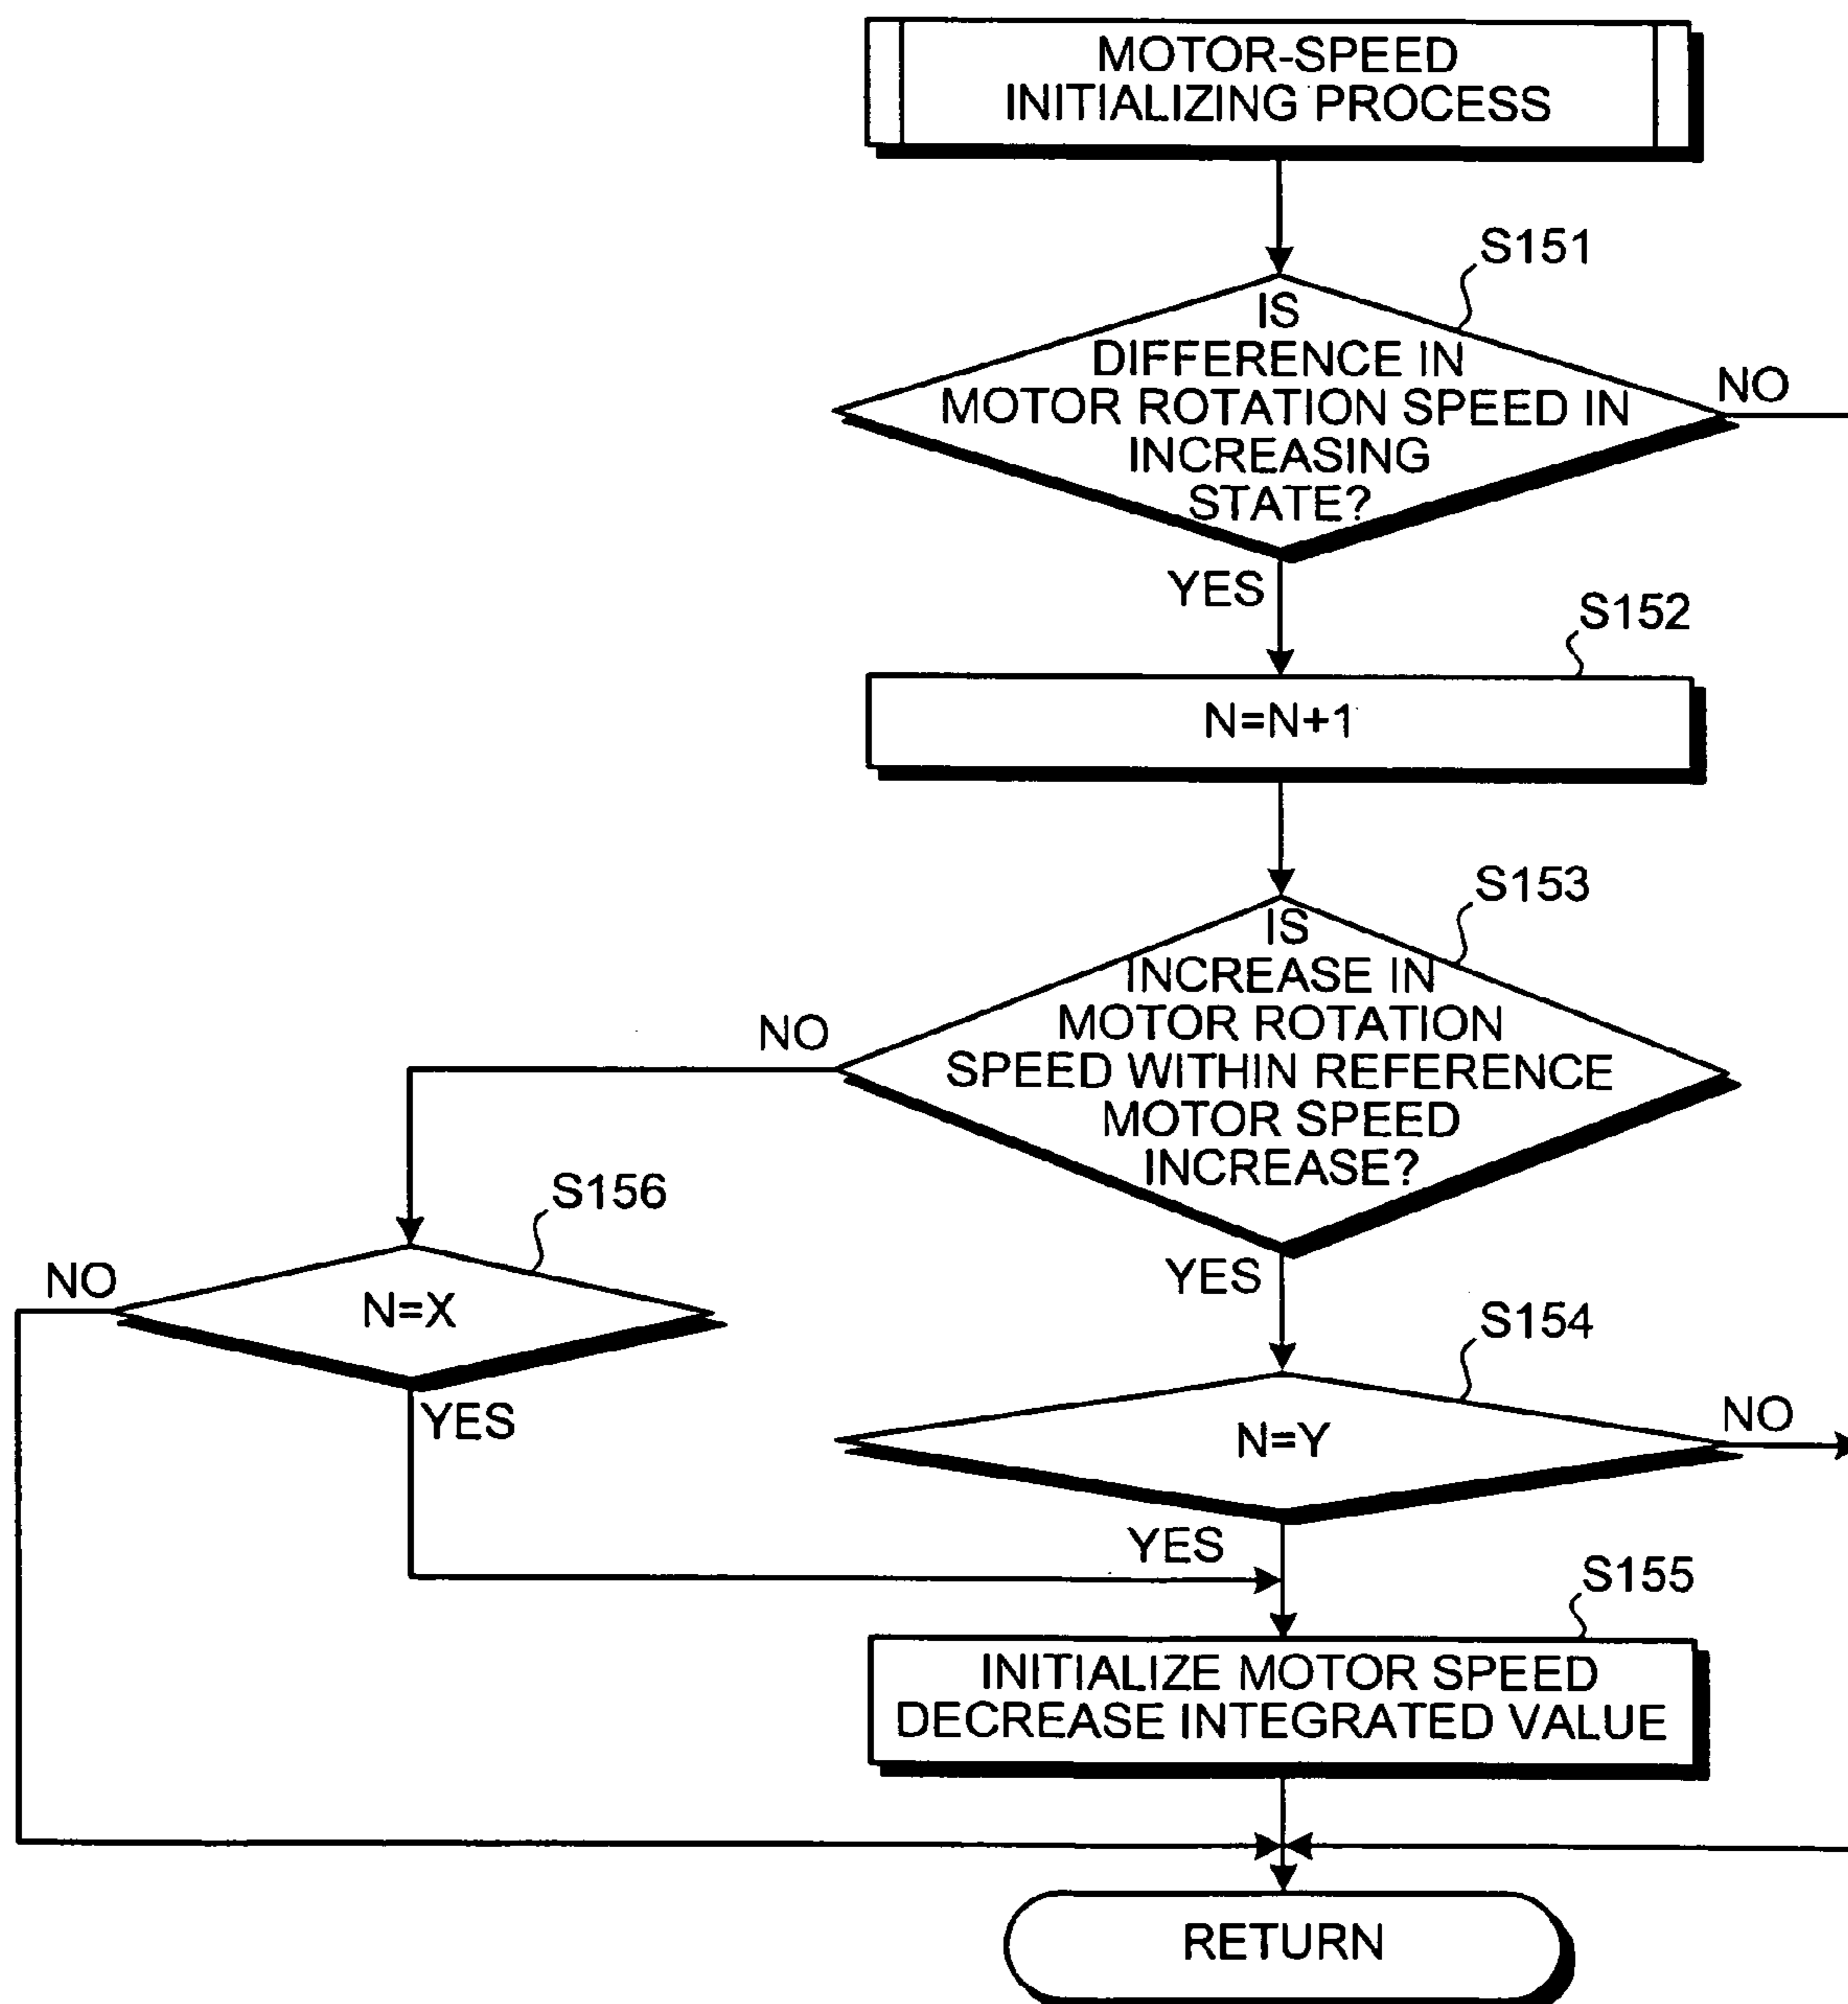 MOTOR-SPEED
INITIALIZING PROCESS
S151
IS
DIFFERENCE IN
MOTOR ROTATION SPEED IN
INCREASING
STATE?
NO
YES
S152
N=N+1
S153
IS
INCREASE IN
MOTOR ROTATION
SPEED WITHIN REFERENCE
MOTOR SPEED
INCREASE?
NO
YES
S156
N=X
NO
YES
S154
N=Y
NO
YES
S155
INITIALIZE MOTOR SPEED
DECREASE INTEGRATED VALUE
RETURN